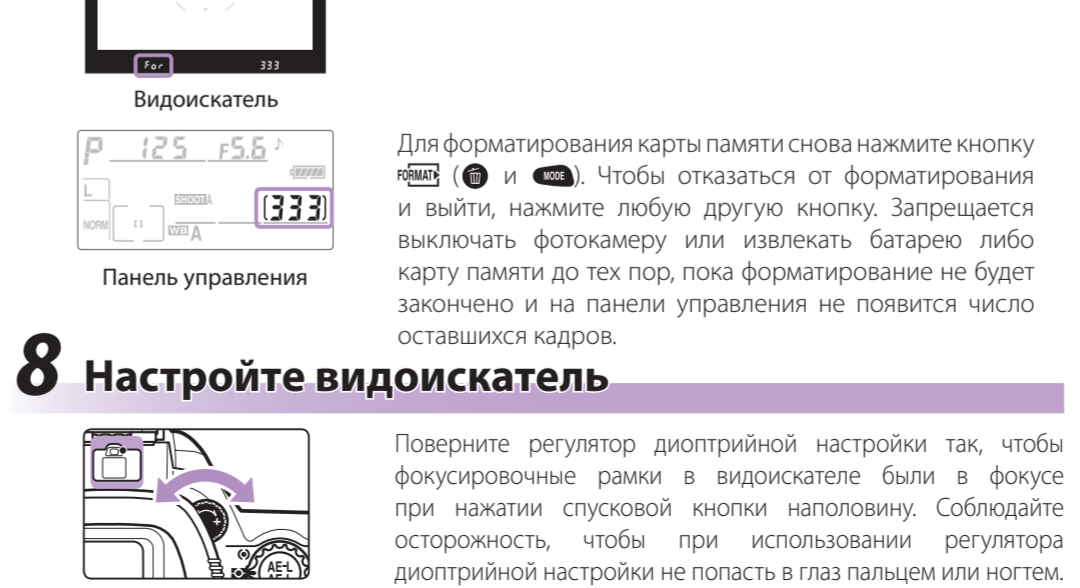 For 333
Видоискатель
P 125 F5.6
L
SHOOT A
(333)
NORM
[ ]
WB A
Панель управления
Для форматирования карты памяти снова нажмите кнопку
FORMAT ( и MODE). Чтобы отказаться от форматирования
и выйти, нажмите любую другую кнопку. Запрещается
выключать фотокамеру или извлекать батарею либо
карту памяти до тех пор, пока форматирование не будет
закончено и на панели управления не появится число
оставшихся кадров.
8 Настройте видоискатель
Поверните регулятор диоптрийной настройки так, чтобы
фокусировочные рамки в видоискателе были в фокусе
при нажатии спусковой кнопки наполовину. Соблюдайте
осторожность, чтобы при использовании регулятора
диоптрийной настройки не попасть в глаз пальцем или ногтем.
AE-L